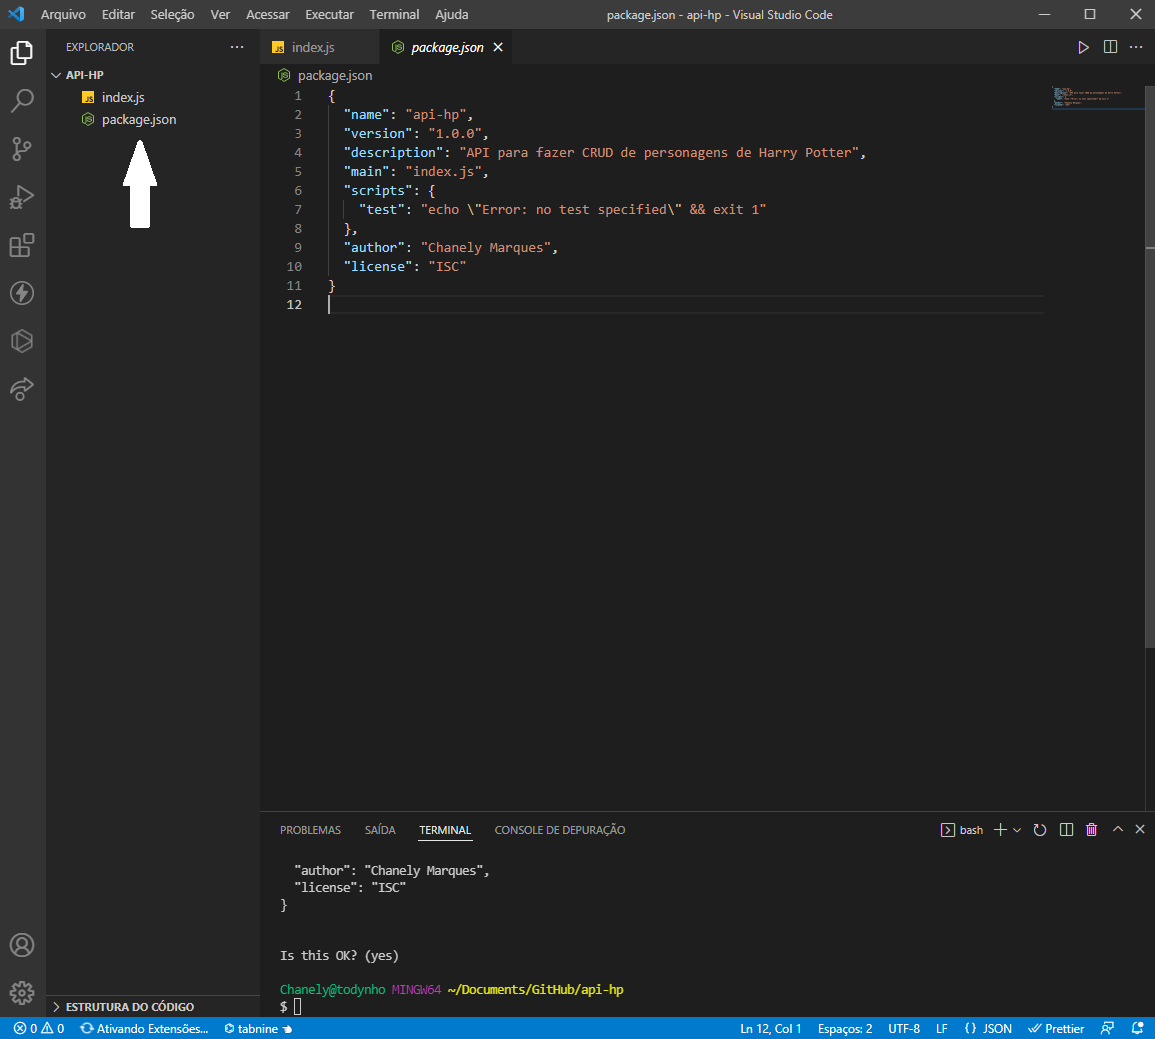 Arquivo Editar Seleção Ver Acessar Executar Terminal Ajuda package.json - api-hp - Visual Studio Code
EXPLORADOR
API-HP
index.js
package.json
ESTRUTURA DO CÓDIGO
index.js package.json
package.json
1 {
2 "name": "api-hp",
3 "version": "1.0.0",
4 "description": "API para fazer CRUD de personagens de Harry Potter",
5 "main": "index.js",
6 "scripts": {
7 "test": "echo \"Error: no test specified\" && exit 1"
8 },
9 "author": "Chanely Marques",
10 "license": "ISC"
11 }
12
PROBLEMAS SAÍDA TERMINAL CONSOLE DE DEPURAÇÃO bash
"author": "Chanely Marques",
"license": "ISC"
}
Is this OK? (yes)
Chanely@todynho MINGW64 ~/Documents/GitHub/api-hp
$
0 0 Ativando Extensões... tabnine Ln 12, Col 1 Espaços: 2 UTF-8 LF {} JSON Prettier